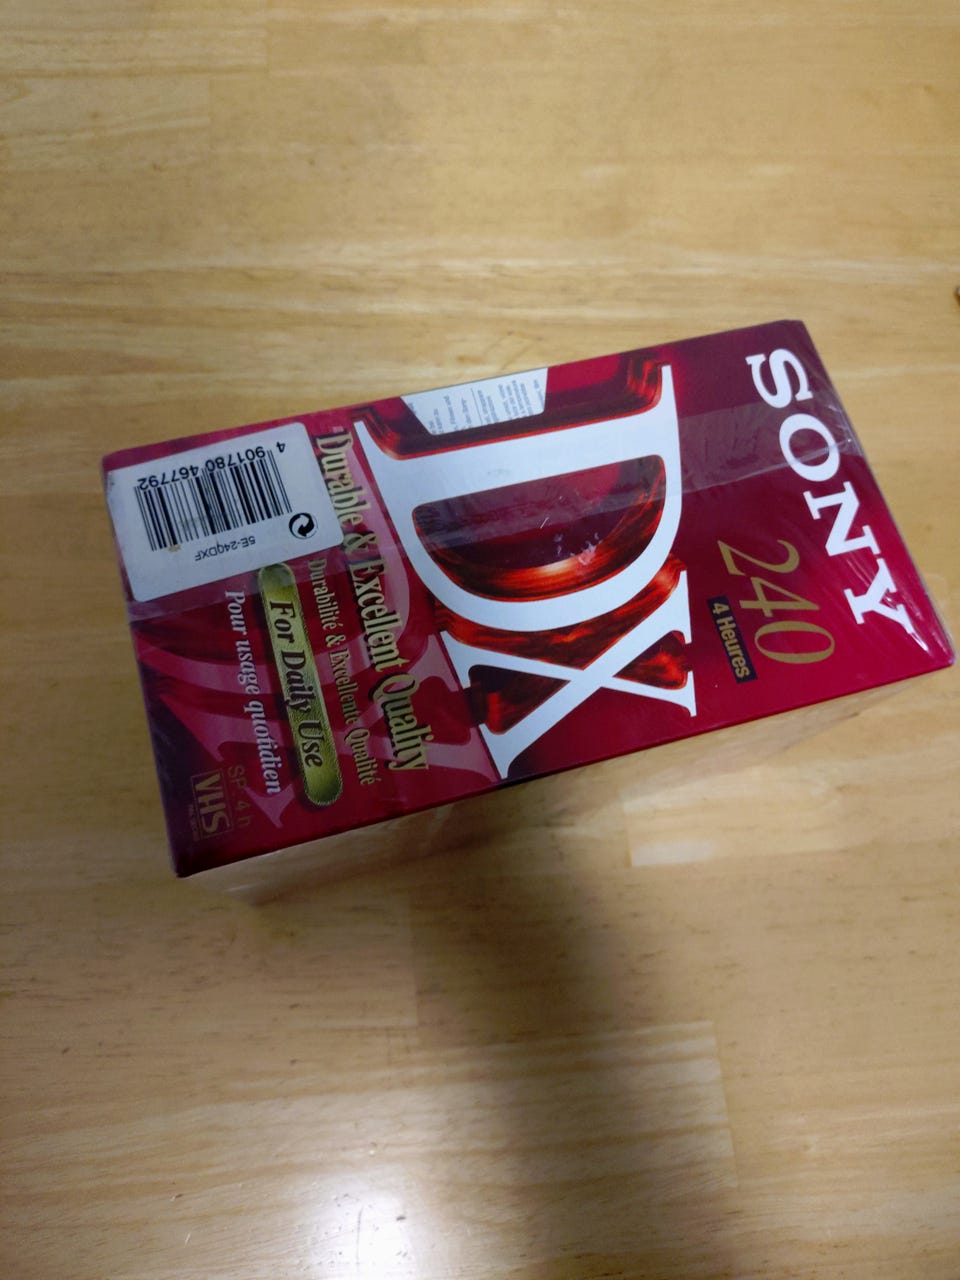 SONY
240
4 Heures
DX
Durable & Excellent Quality
Durabilité & Excellente Qualité
For Daily Use
Pour usage quotidien
SP: 4 h
VHS
5E-240DXF
4 901780 467792